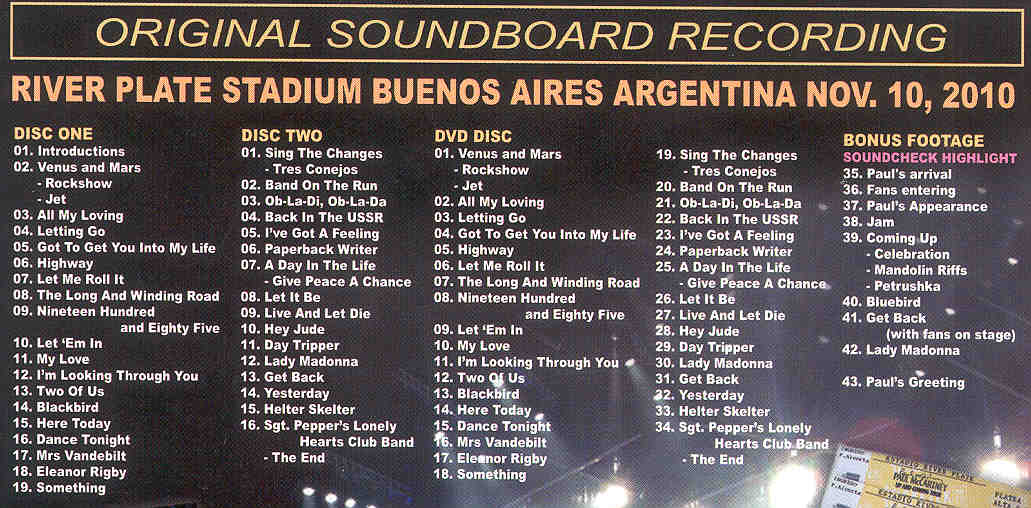 ORIGINAL SOUNDBOARD RECORDING
RIVER PLATE STADIUM BUENOS AIRES ARGENTINA NOV. 10, 2010
DISC ONE
01. Introductions
02. Venus and Mars
- Rockshow
- Jet
03. All My Loving
04. Letting Go
05. Got To Get You Into My Life
06. Highway
07. Let Me Roll It
08. The Long And Winding Road
09. Nineteen Hundred
and Eighty Five
10. Let ‘Em In
11. My Love
12. I’m Looking Through You
13. Two Of Us
14. Blackbird
15. Here Today
16. Dance Tonight
17. Mrs Vandebilt
18. Eleanor Rigby
19. Something
DISC TWO
01. Sing The Changes
- Tres Conejos
02. Band On The Run
03. Ob-La-Di, Ob-La-Da
04. Back In The USSR
05. I’ve Got A Feeling
06. Paperback Writer
07. A Day In The Life
- Give Peace A Chance
08. Let It Be
09. Live And Let Die
10. Hey Jude
11. Day Tripper
12. Lady Madonna
13. Get Back
14. Yesterday
15. Helter Skelter
16. Sgt. Pepper’s Lonely
Hearts Club Band
- The End
DVD DISC
01. Venus and Mars
- Rockshow
- Jet
02. All My Loving
03. Letting Go
04. Got To Get You Into My Life
05. Highway
06. Let Me Roll It
07. The Long And Winding Road
08. Nineteen Hundred
and Eighty Five
09. Let ‘Em In
10. My Love
11. I’m Looking Through You
12. Two Of Us
13. Blackbird
14. Here Today
15. Dance Tonight
16. Mrs Vandebilt
17. Eleanor Rigby
18. Something
19. Sing The Changes
- Tres Conejos
20. Band On The Run
21. Ob-La-Di, Ob-La-Da
22. Back In The USSR
23. I’ve Got A Feeling
24. Paperback Writer
25. A Day In The Life
- Give Peace A Chance
26. Let It Be
27. Live And Let Die
28. Hey Jude
29. Day Tripper
30. Lady Madonna
31. Get Back
32. Yesterday
33. Helter Skelter
34. Sgt. Pepper’s Lonely
Hearts Club Band
- The End
BONUS FOOTAGE
SOUNDCHECK HIGHLIGHT
35. Paul’s arrival
36. Fans entering
37. Paul’s Appearance
38. Jam
39. Coming Up
- Celebration
- Mandolin Riffs
- Petrushka
40. Bluebird
41. Get Back
(with fans on stage)
42. Lady Madonna
43. Paul’s Greeting
ESTADIO RIVER PLATE
PAUL McCARTNEY
UP AND COMING TOUR
PLATEA
ALTA
ESTADIO RIVER